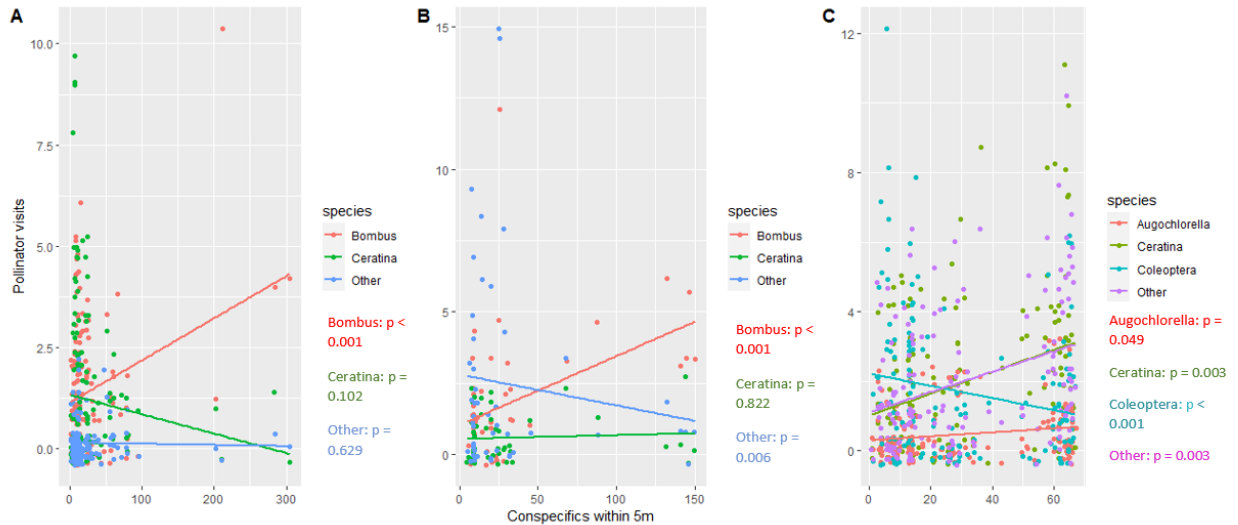 A
B
C
Pollinator visits
10.0
7.5
5.0
2.5
0.0
0
100
200
300
species
Bombus
Ceratina
Other
Bombus: p <
0.001
Ceratina: p =
0.102
Other: p =
0.629
15
10
5
0
0
50
100
150
Conspecifics within 5m
species
Bombus
Ceratina
Other
Bombus: p <
0.001
Ceratina: p =
0.822
Other: p =
0.006
12
8
4
0
0
20
40
60
species
Augochlorella
Ceratina
Coleoptera
Other
Augochlorella: p =
0.049
Ceratina: p = 0.003
Coleoptera: p <
0.001
Other: p = 0.003